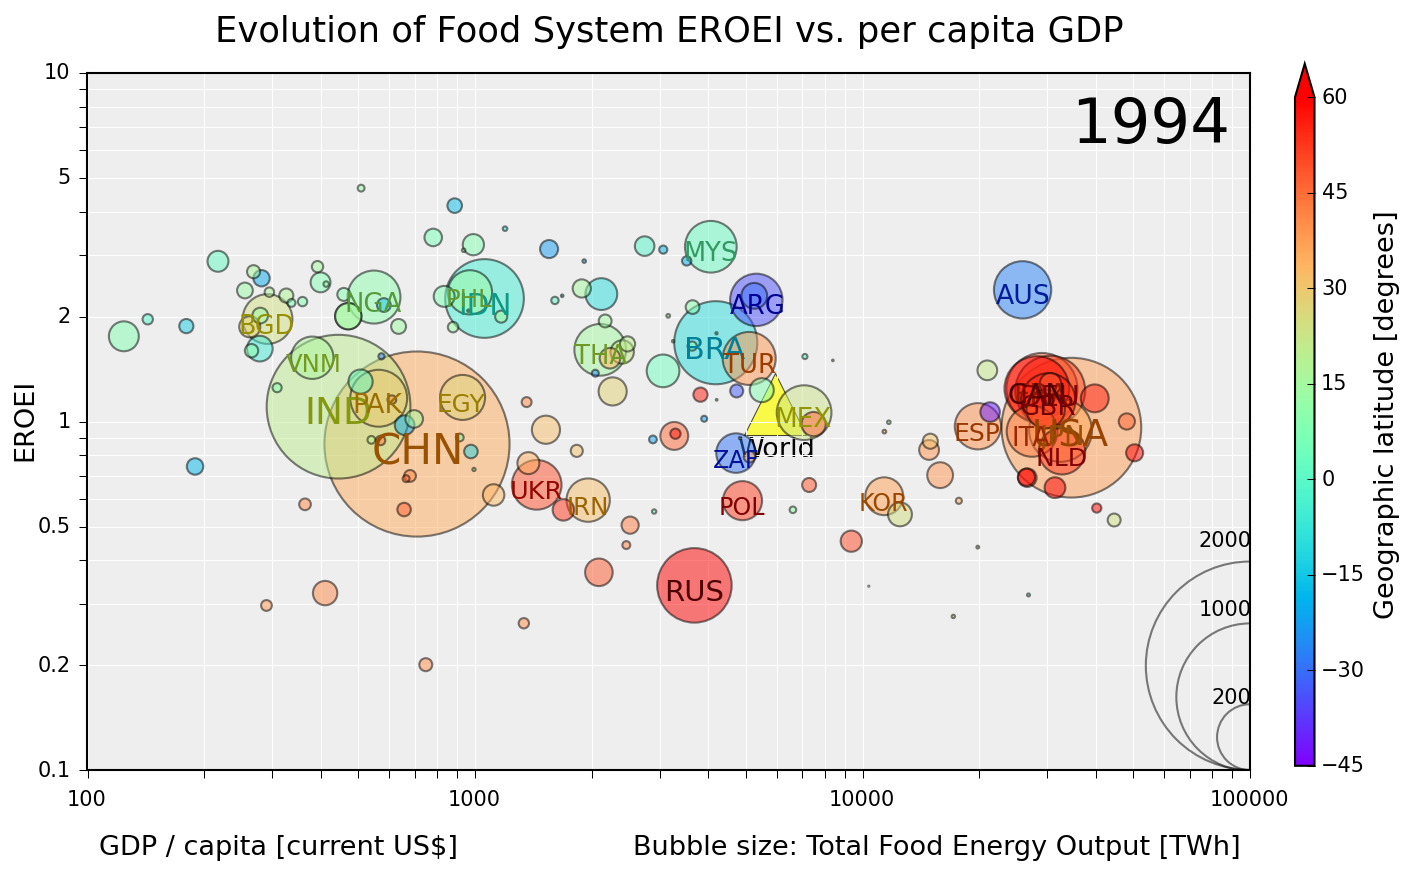 Evolution of Food System EROEI vs. per capita GDP
1994
10
5
2
1
0.5
0.2
0.1
EROEI
100
1000
10000
100000
GDP / capita [current US$]
Bubble size: Total Food Energy Output [TWh]
MYS
AUS
NGA
PHL
IDN
ARG
BGD
BRA
VNM
THA
TUR
PAK
EGY
IND
MEX
CAN
GBR
ESP
ITA
USA
CHN
World
ZAF
NLD
UKR
IRN
POL
KOR
RUS
2000
1000
200
60
45
30
15
0
−15
−30
−45
Geographic latitude [degrees]